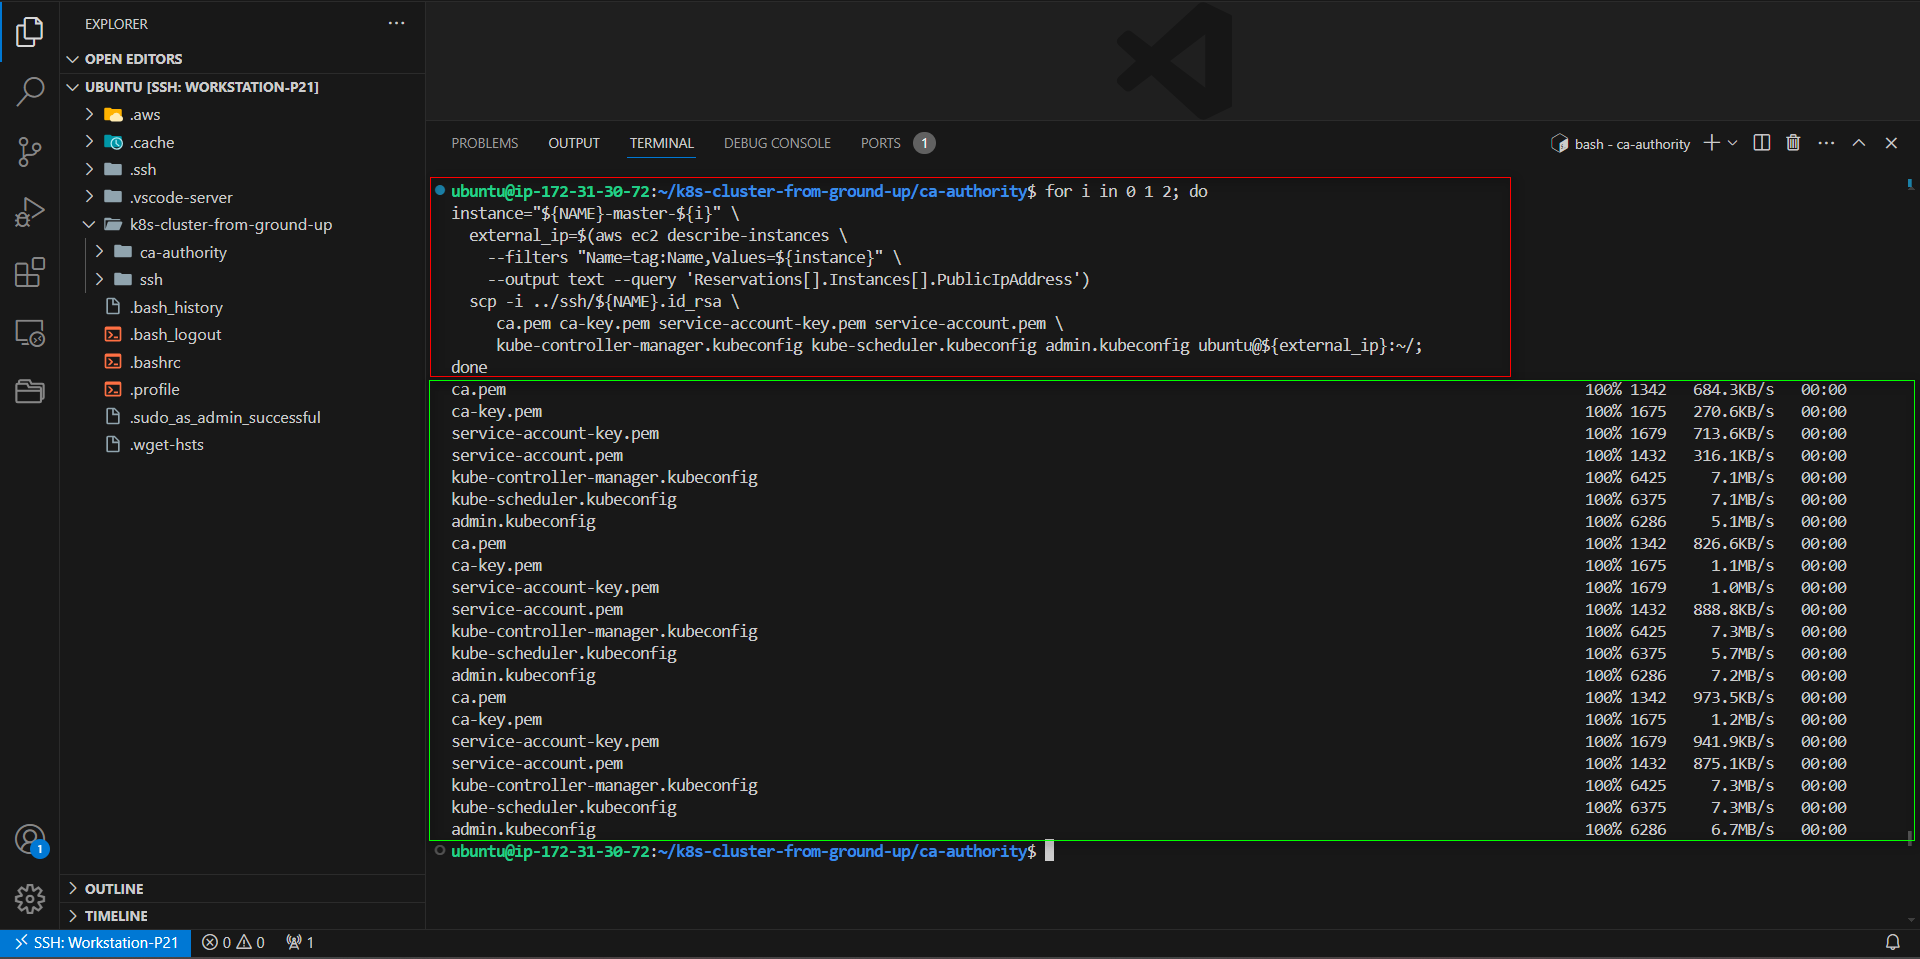 EXPLORER
OPEN EDITORS
UBUNTU [SSH: WORKSTATION-P21]
.aws
.cache
.ssh
.vscode-server
k8s-cluster-from-ground-up
ca-authority
ssh
.bash_history
.bash_logout
.bashrc
.profile
.sudo_as_admin_successful
.wget-hsts
OUTLINE
TIMELINE
PROBLEMS OUTPUT TERMINAL DEBUG CONSOLE PORTS 1
bash - ca-authority
ubuntu@ip-172-31-30-72:~/k8s-cluster-from-ground-up/ca-authority$ for i in 0 1 2; do
instance="${NAME}-master-${i}" \
  external_ip=$(aws ec2 describe-instances \
    --filters "Name=tag:Name,Values=${instance}" \
    --output text --query 'Reservations[].Instances[].PublicIpAddress')
  scp -i ../ssh/${NAME}.id_rsa \
     ca.pem ca-key.pem service-account-key.pem service-account.pem \
     kube-controller-manager.kubeconfig kube-scheduler.kubeconfig admin.kubeconfig ubuntu@${external_ip}:~/;
done
ca.pem 100% 1342 684.3KB/s 00:00
ca-key.pem 100% 1675 270.6KB/s 00:00
service-account-key.pem 100% 1679 713.6KB/s 00:00
service-account.pem 100% 1432 316.1KB/s 00:00
kube-controller-manager.kubeconfig 100% 6425 7.1MB/s 00:00
kube-scheduler.kubeconfig 100% 6375 7.1MB/s 00:00
admin.kubeconfig 100% 6286 5.1MB/s 00:00
ca.pem 100% 1342 826.6KB/s 00:00
ca-key.pem 100% 1675 1.1MB/s 00:00
service-account-key.pem 100% 1679 1.0MB/s 00:00
service-account.pem 100% 1432 888.8KB/s 00:00
kube-controller-manager.kubeconfig 100% 6425 7.3MB/s 00:00
kube-scheduler.kubeconfig 100% 6375 5.7MB/s 00:00
admin.kubeconfig 100% 6286 7.2MB/s 00:00
ca.pem 100% 1342 973.5KB/s 00:00
ca-key.pem 100% 1675 1.2MB/s 00:00
service-account-key.pem 100% 1679 941.9KB/s 00:00
service-account.pem 100% 1432 875.1KB/s 00:00
kube-controller-manager.kubeconfig 100% 6425 7.3MB/s 00:00
kube-scheduler.kubeconfig 100% 6375 7.3MB/s 00:00
admin.kubeconfig 100% 6286 6.7MB/s 00:00
ubuntu@ip-172-31-30-72:~/k8s-cluster-from-ground-up/ca-authority$
1
SSH: Workstation-P21 0 0 1